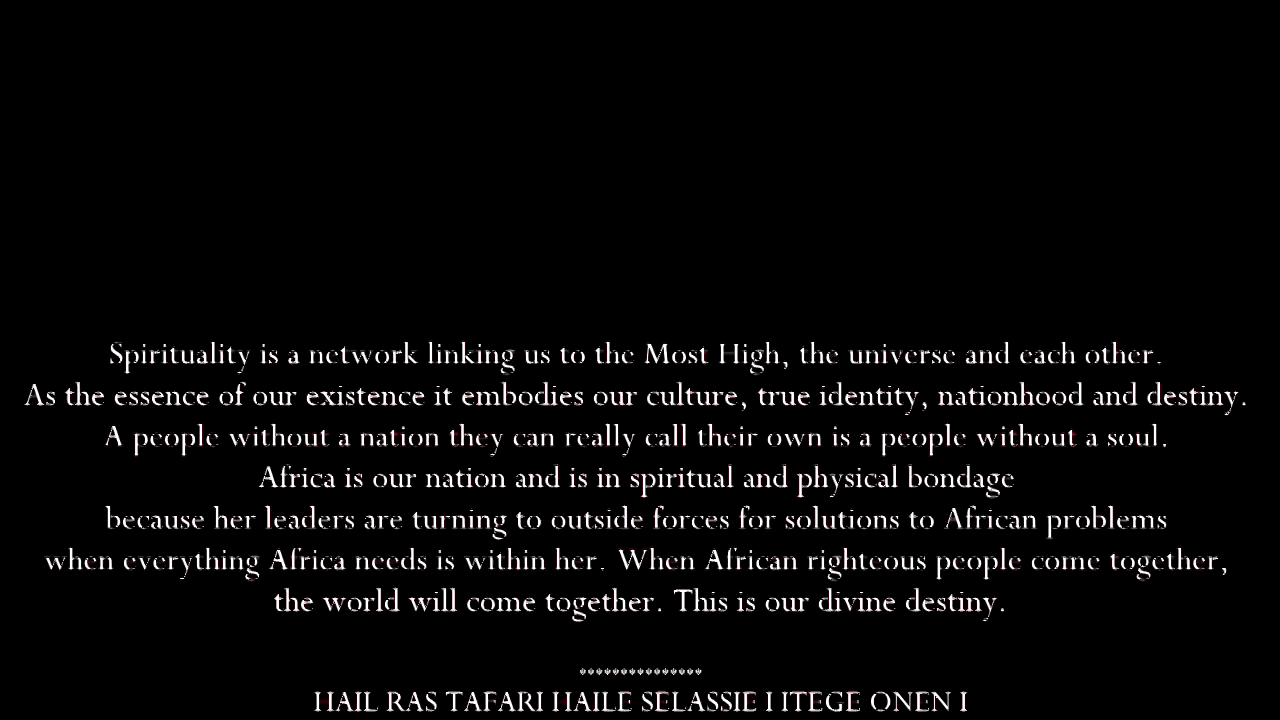 Spirituality is a network linking us to the Most High, the universe and each other.
As the essence of our existence it embodies our culture, true identity, nationhood and destiny.
A people without a nation they can really call their own is a people without a soul.
Africa is our nation and is in spiritual and physical bondage
because her leaders are turning to outside forces for solutions to African problems
when everything Africa needs is within her. When African righteous people come together,
the world will come together. This is our divine destiny.
***************
HAIL RAS TAFARI HAILE SELASSIE I ITEGE ONEN I